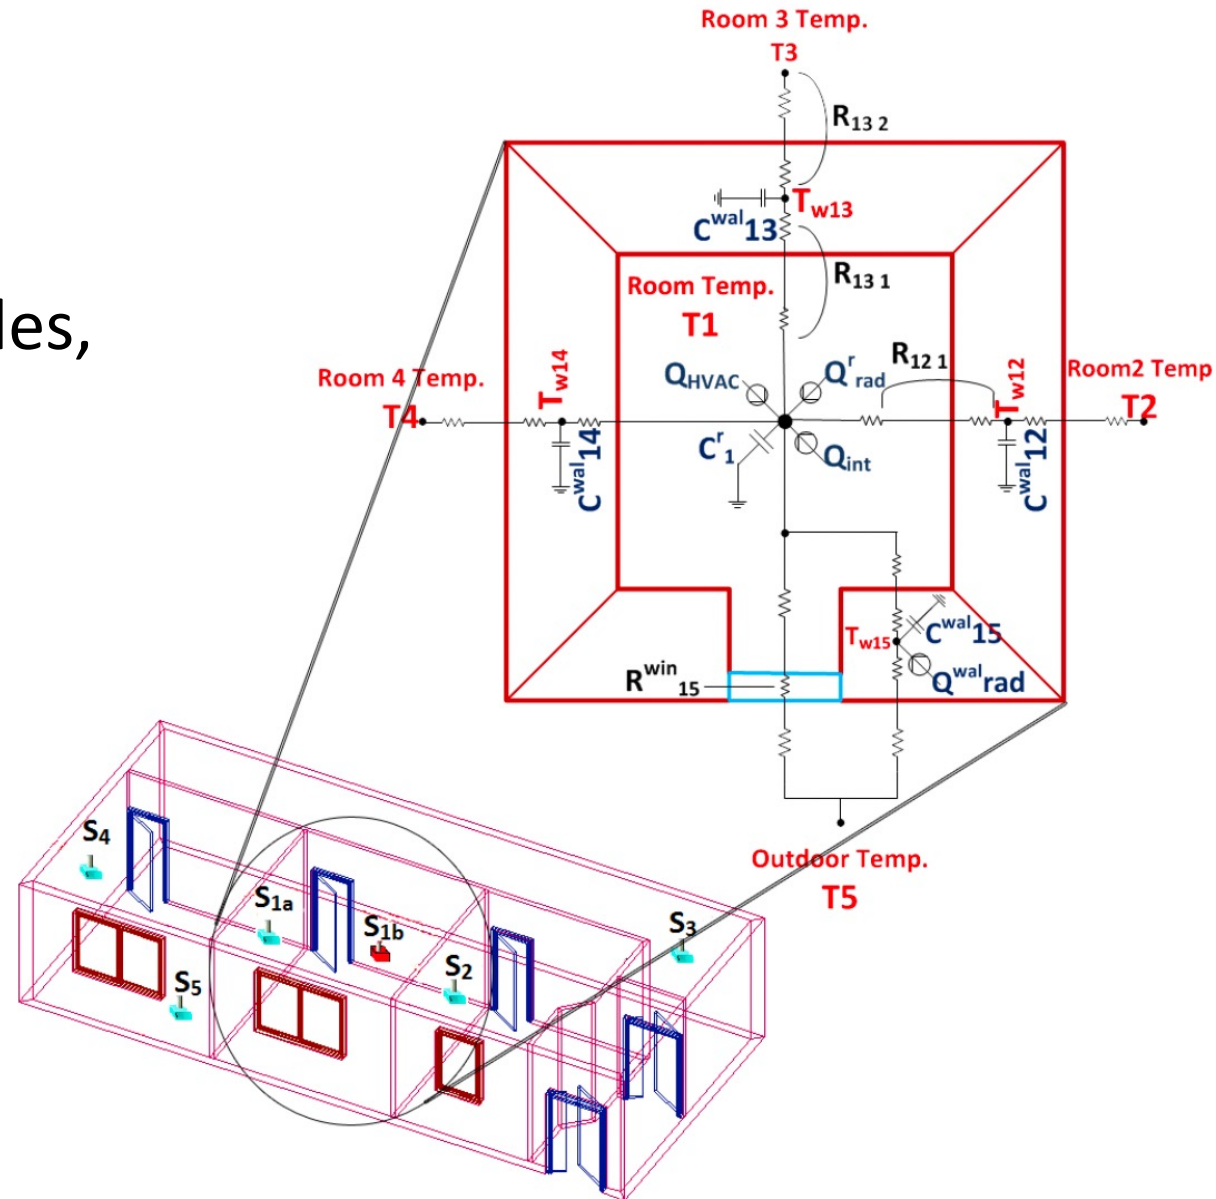 Room 3 Temp.
T3
R13 2
Tw13
Cwal13
R13 1
Room Temp.
T1
les,
R12 1
Tw14
Tw12
QHVAC
Qrrad
Room 4 Temp.
Room2 Temp
T4
T2
Cr1
Qint
Cwal14
Cwal12
Tw15
Cwal15
Rwin15
Qwalrad
Outdoor Temp.
T5
S4
S1a
S1b
S3
S2
S5